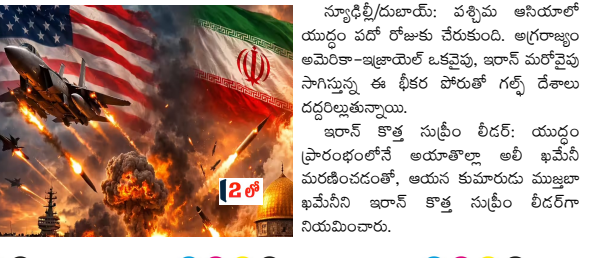 న్యూఢిల్లీ/దుబాయ్: పశ్చిమ ఆసియాలో
యుద్ధం పదో రోజుకు చేరుకుంది. అగ్రరాజ్యం
అమెరికా-ఇజ్రాయెల్ ఒకవైపు, ఇరాన్ మరోవైపు
సాగిస్తున్న ఈ భీకర పోరుతో గల్ఫ్ దేశాలు
దద్దరిల్లుతున్నాయి.
ఇరాన్ కొత్త సుప్రీం లీడర్: యుద్ధం
ప్రారంభంలోనే అయాతొల్లా అలీ ఖమేనీ
మరణించడంతో, ఆయన కుమారుడు ముజ్తబా
ఖమేనీని ఇరాన్ కొత్త సుప్రీం లీడర్‌గా
నియమించారు.
2 లో